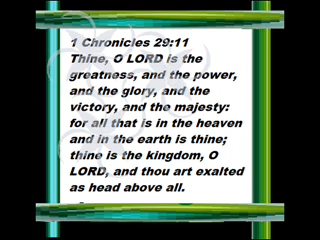 1 Chronicles 29:11
Thine, O LORD is the
greatness, and the power,
and the glory, and the
victory, and the majesty:
for all that is in the heaven
and in the earth is thine;
thine is the kingdom, O
LORD, and thou art exalted
as head above all.